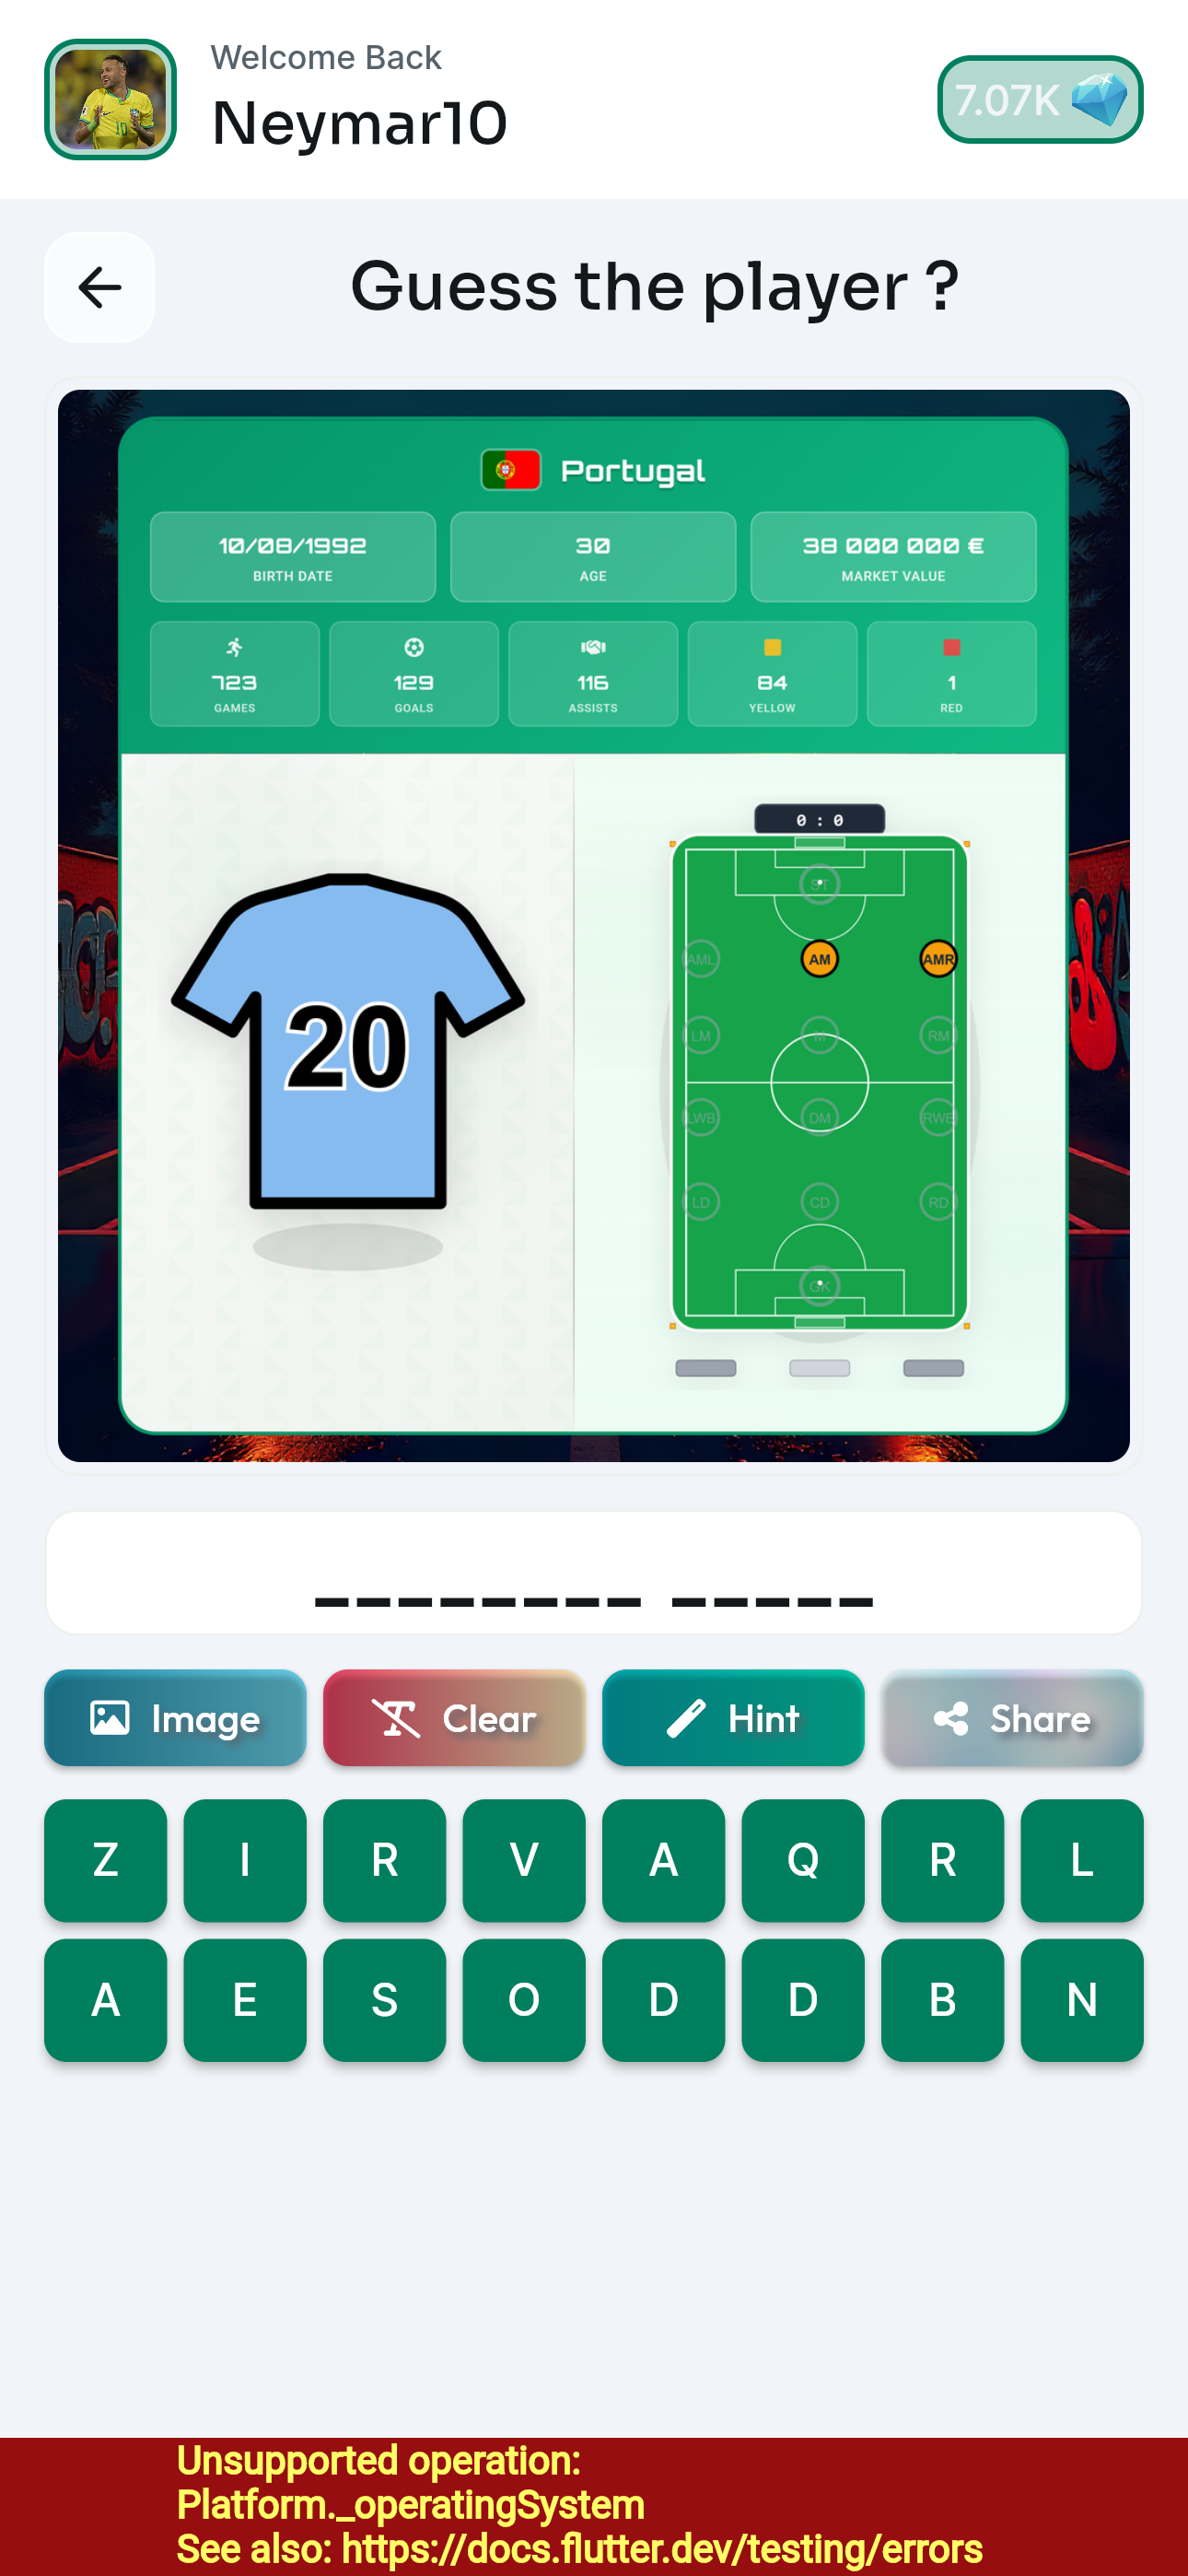 Welcome Back
Neymar10
7.07K
Guess the player ?
Portugal
10/08/1992
BIRTH DATE
30
AGE
38 000 000 €
MARKET VALUE
723
GAMES
129
GOALS
116
ASSISTS
84
YELLOW
1
RED
20
0 : 0
ST
AML
AM
AMR
LM
M
RM
LWB
DM
RWB
LD
CD
RD
GK
Image
Clear
Hint
Share
Z I R V A Q R L
A E S O D D B N
Unsupported operation:
Platform._operatingSystem
See also: https://docs.flutter.dev/testing/errors